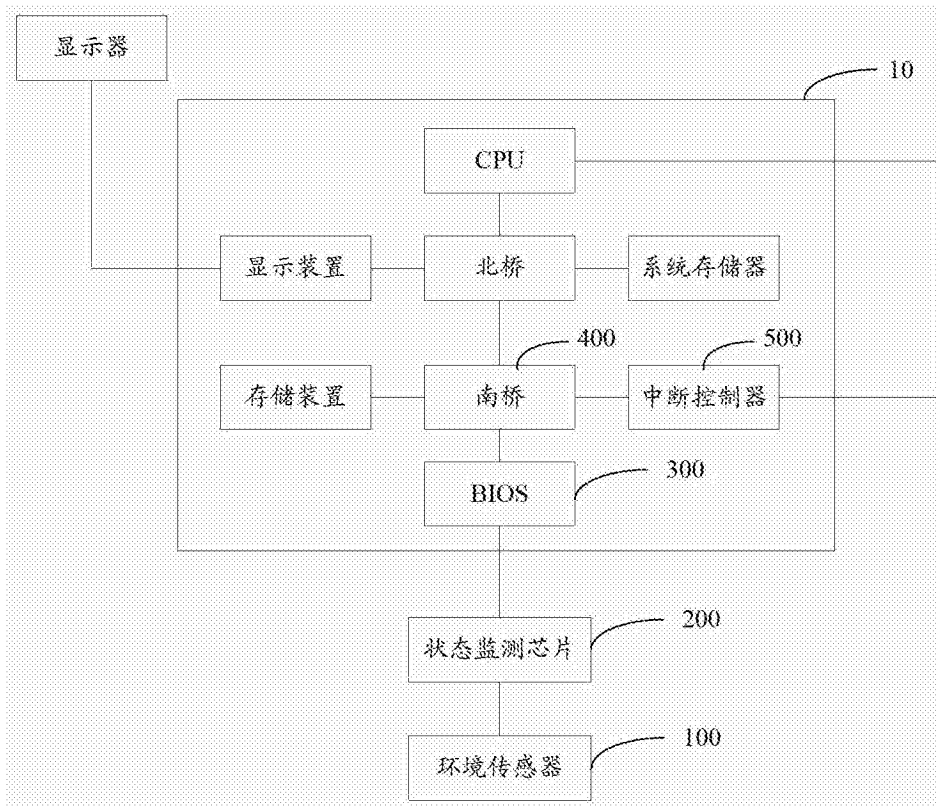 显示器
10
CPU
显示装置
北桥
系统存储器
400
500
存储装置
南桥
中断控制器
BIOS
300
200
状态监测芯片
100
环境传感器